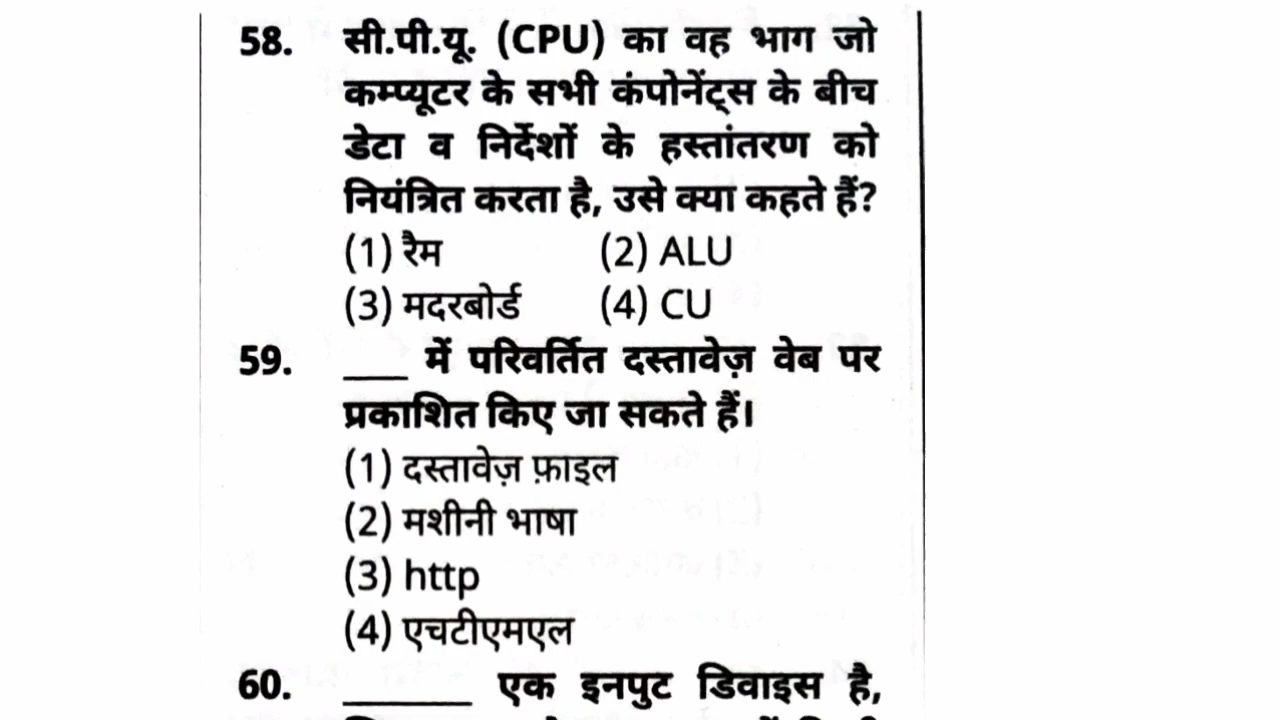 58. सी.पी.यू. (CPU) का वह भाग जो
कम्प्यूटर के सभी कंपोनेंट्स के बीच
डेटा व निर्देशों के हस्तांतरण को
नियंत्रित करता है, उसे क्या कहते हैं?
(1) रैम (2) ALU
(3) मदरबोर्ड (4) CU
59. ___ में परिवर्तित दस्तावेज़ वेब पर
प्रकाशित किए जा सकते हैं।
(1) दस्तावेज़ फ़ाइल
(2) मशीनी भाषा
(3) http
(4) एचटीएमएल
60. ______ एक इनपुट डिवाइस है,